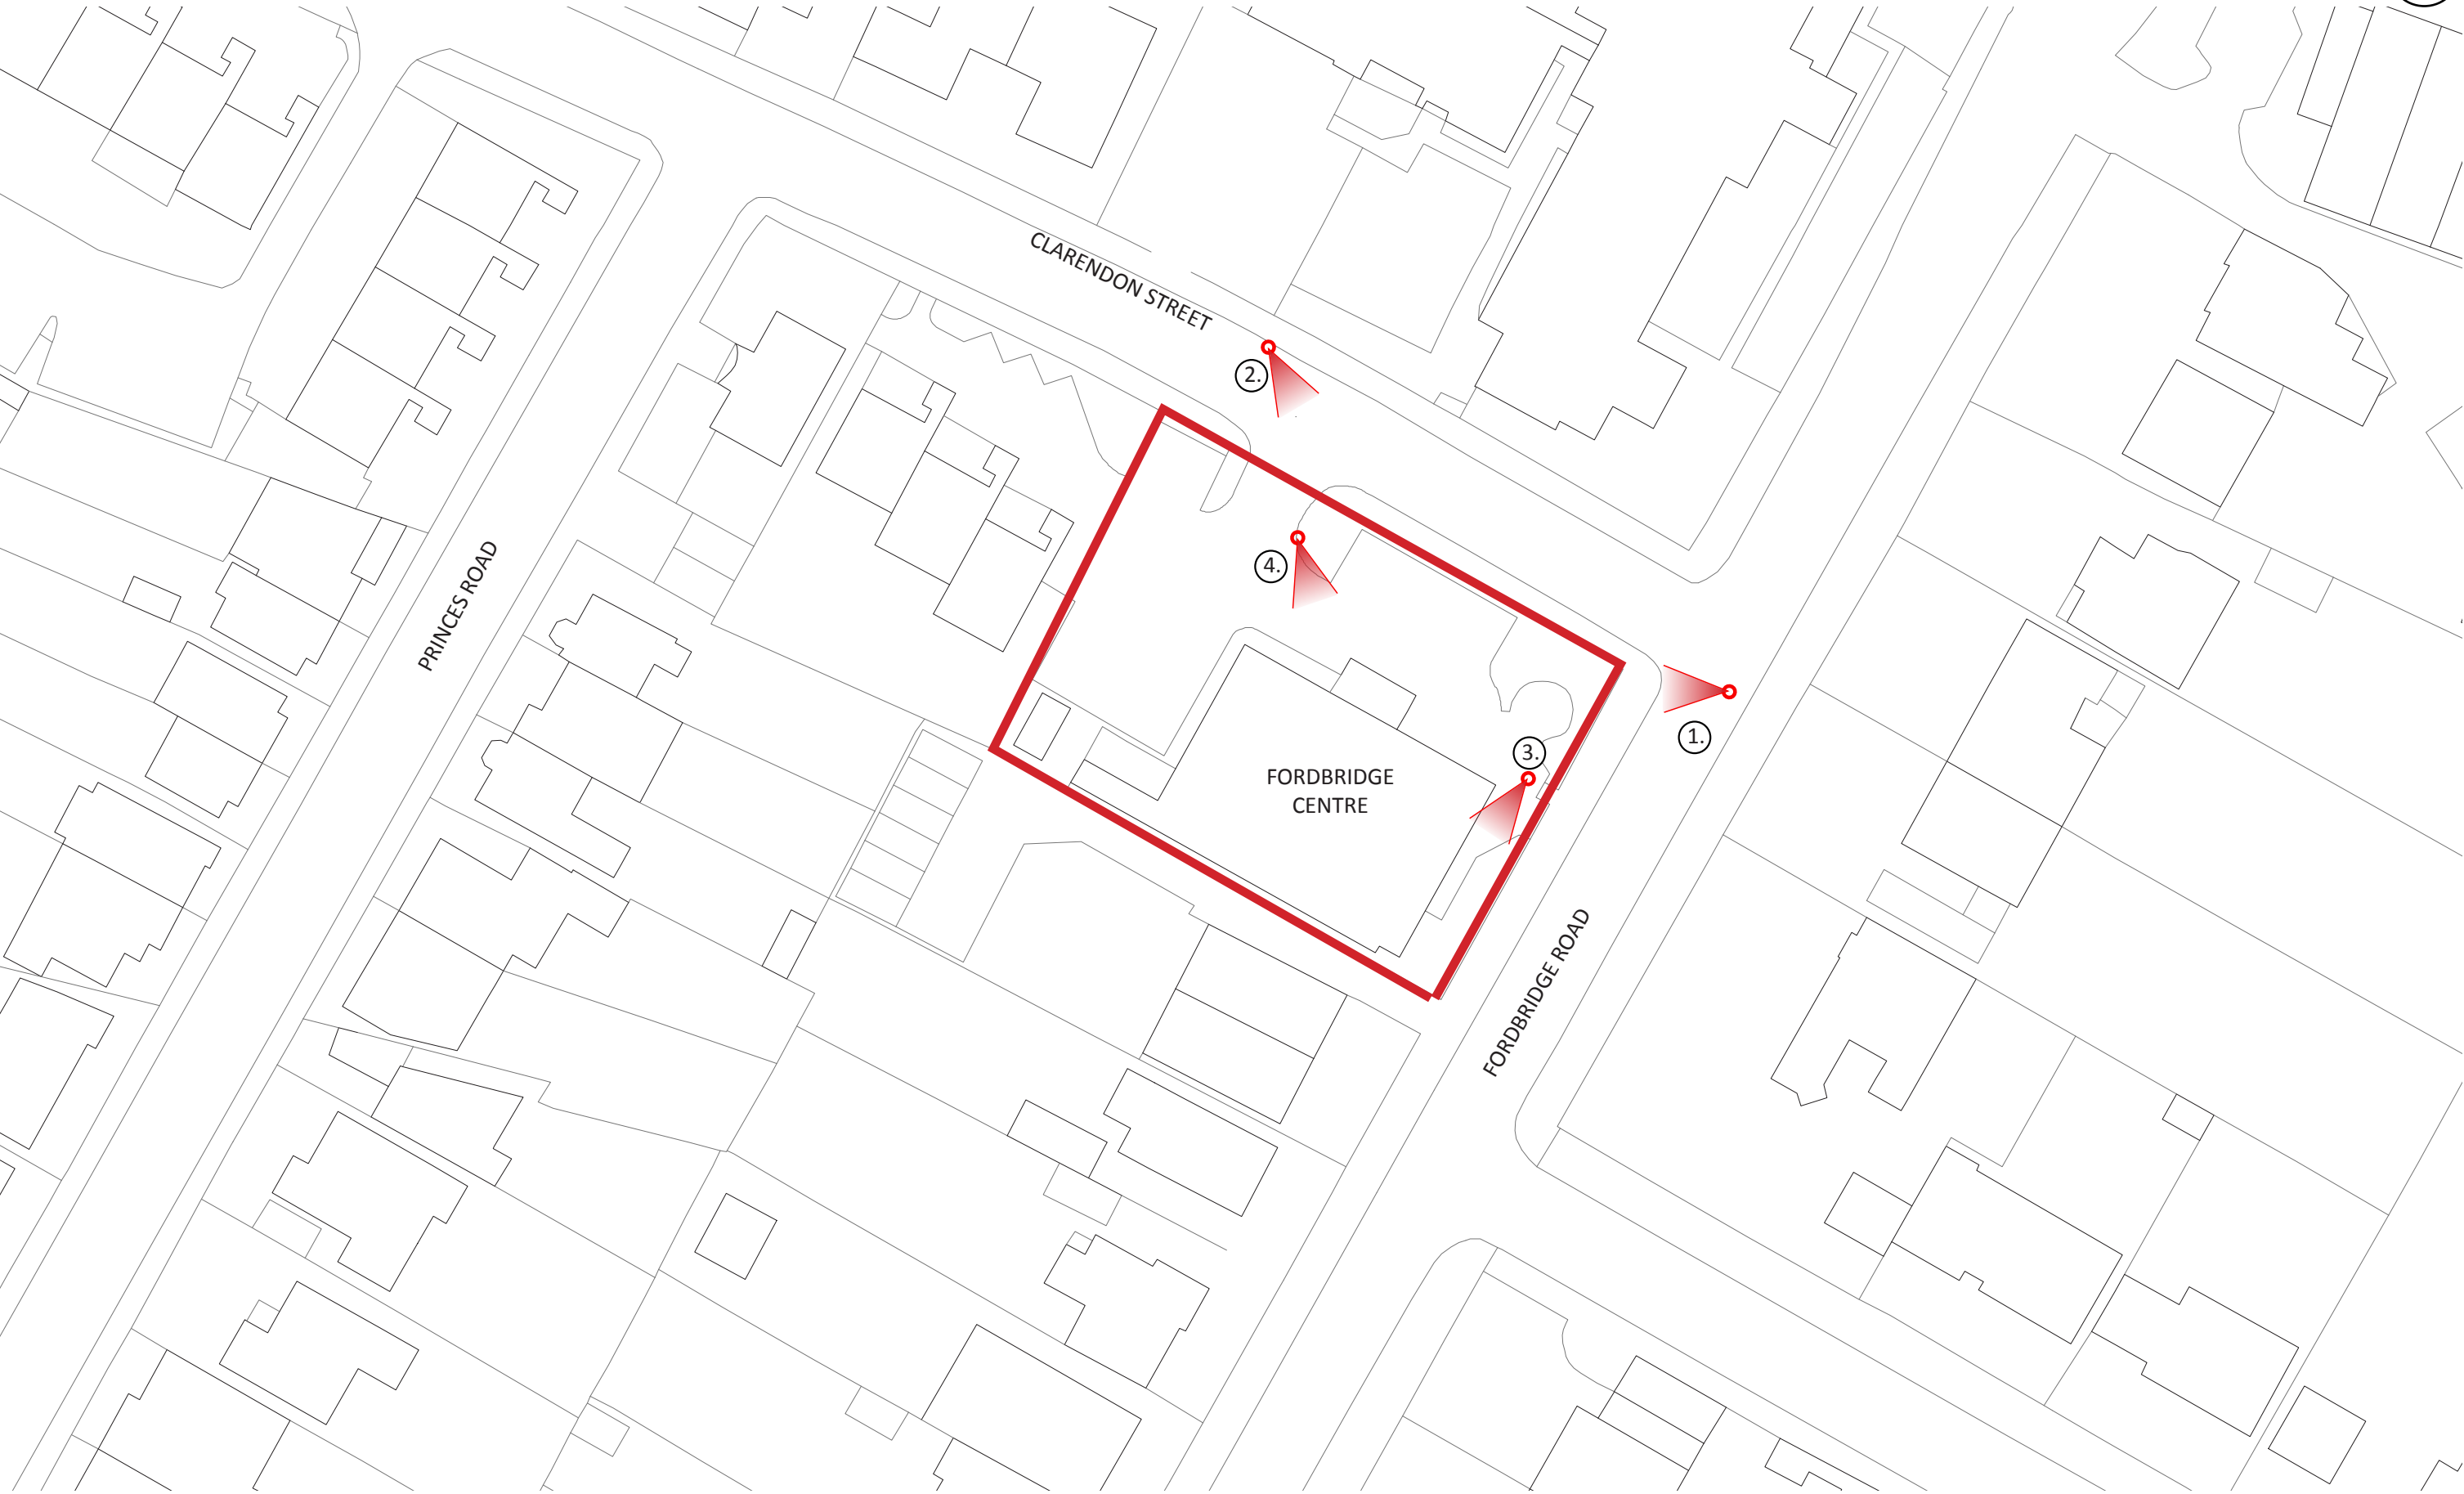 CLARENDON STREET
2.
PRINCES ROAD
4.
1.
3.
FORDBRIDGE
CENTRE
FORDBRIDGE ROAD